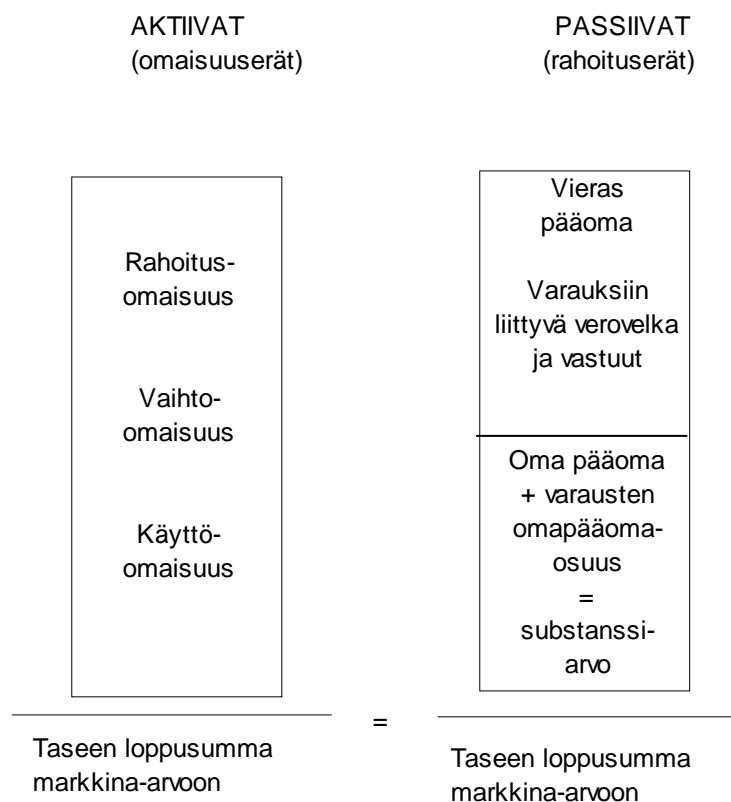 AKTIIVAT
(omaisuuserät)
PASSIIVAT
(rahoituserät)
Rahoitus-
omaisuus
Vaihto-
omaisuus
Käyttö-
omaisuus
Vieras
pääoma
Varauksiin
liittyvä verovelka
ja vastuut
Oma pääoma
+ varausten
omapääoma-
osuus
=
substanssi-
arvo
Taseen loppusumma
markkina-arvoon
=
Taseen loppusumma
markkina-arvoon